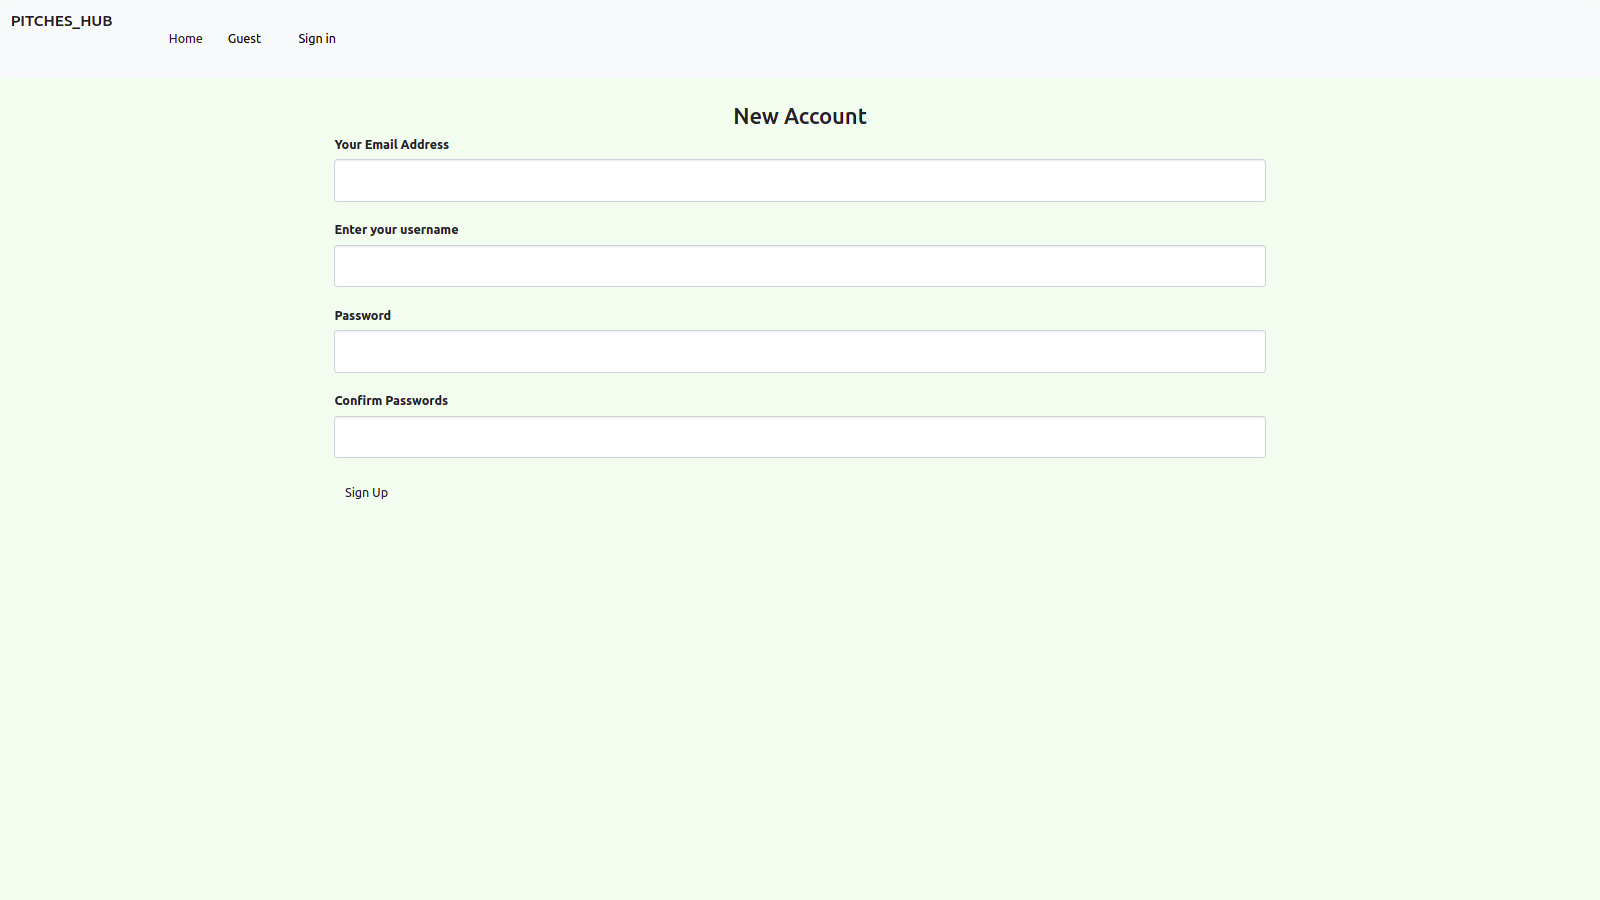 PITCHES_HUB
Home Guest Sign in
New Account
Your Email Address
Enter your username
Password
Confirm Passwords
Sign Up